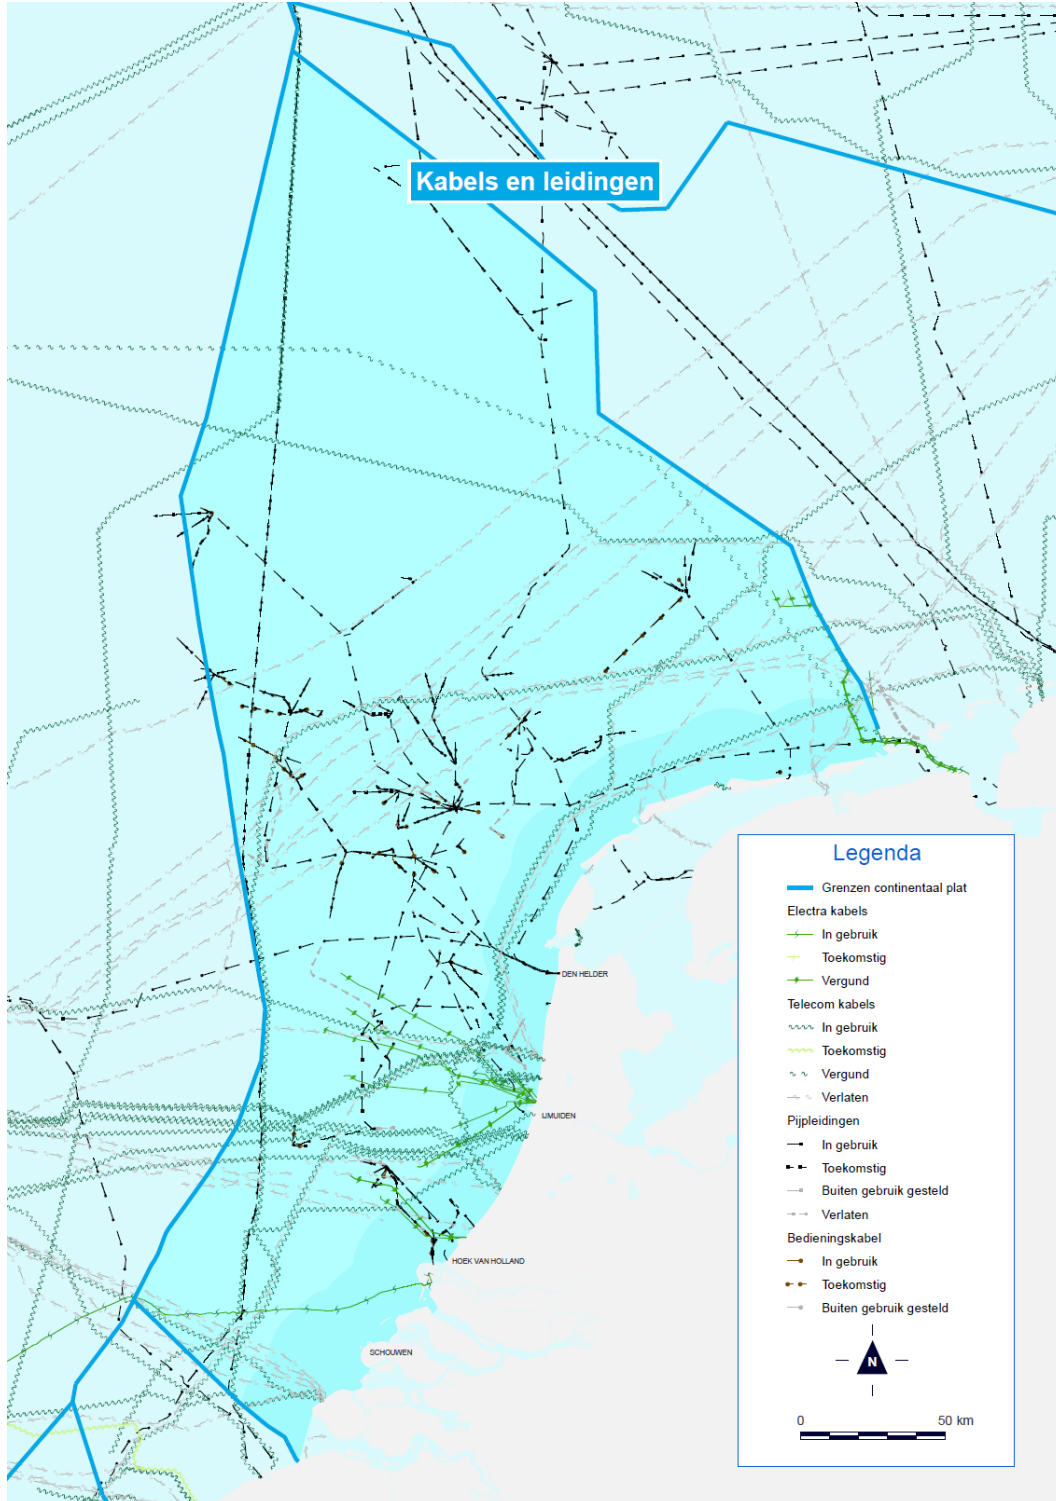 Kabels en leidingen
DEN HELDER
IJMUIDEN
HOEK VAN HOLLAND
SCHOUWEN
Legenda
Grenzen continentaal plat
Electra kabels
In gebruik
Toekomstig
Vergund
Telecom kabels
In gebruik
Toekomstig
Vergund
Verlaten
Pijpleidingen
In gebruik
Toekomstig
Buiten gebruik gesteld
Verlaten
Bedieningskabel
In gebruik
Toekomstig
Buiten gebruik gesteld
N
0 50 km